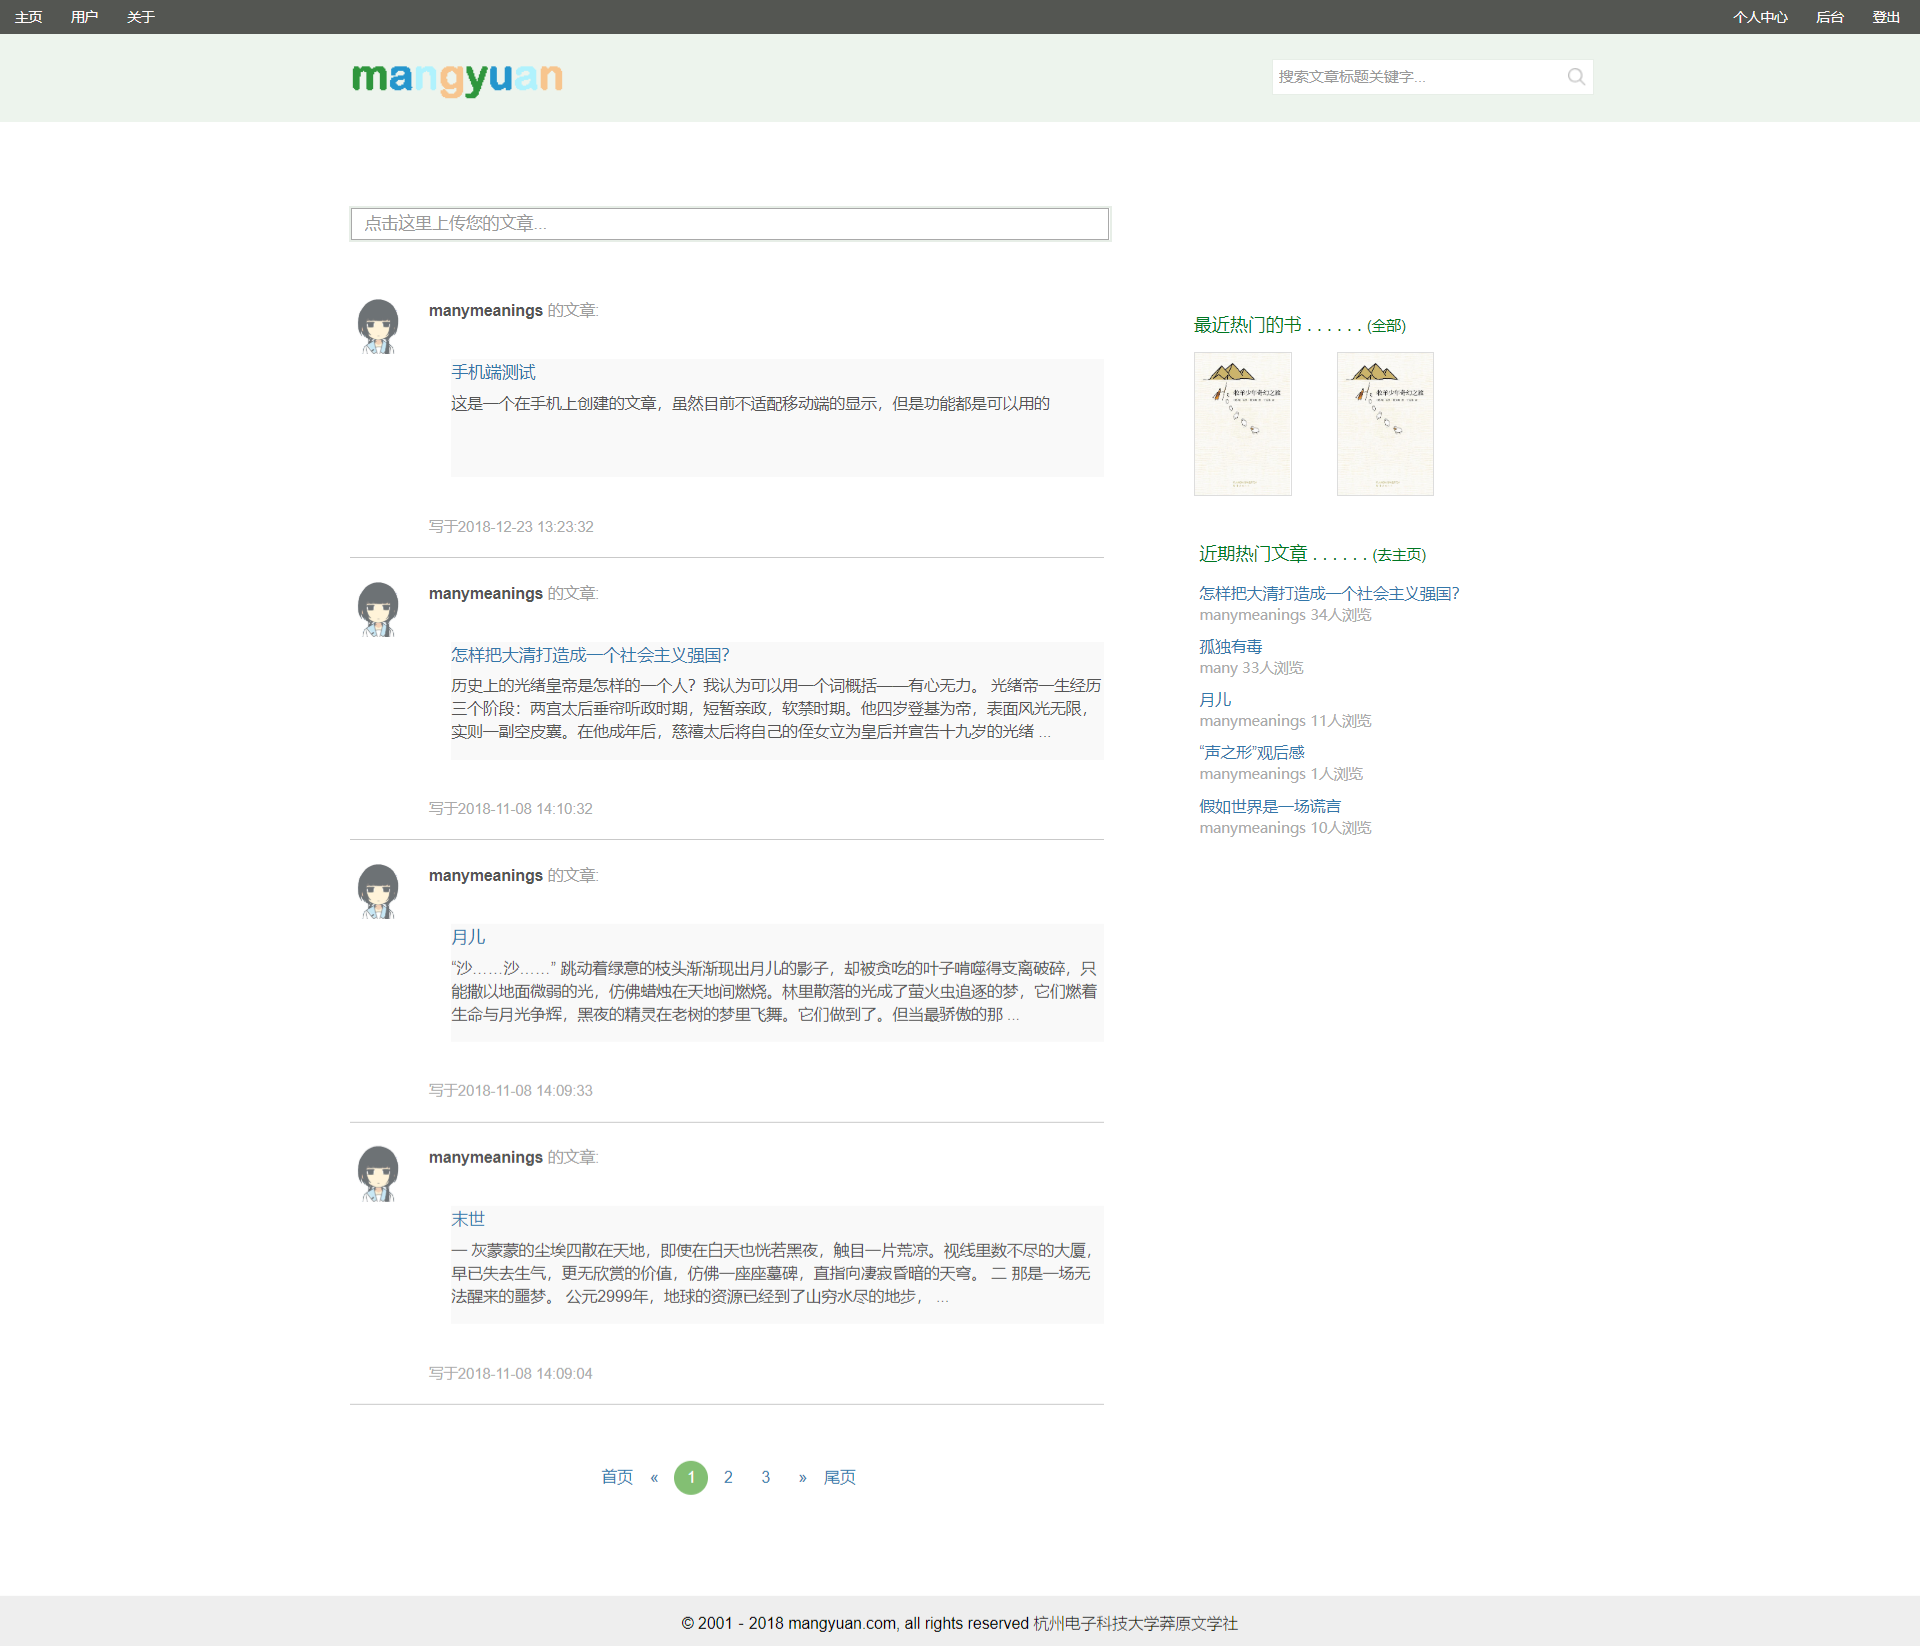 主页 用户 关于 个人中心 后台 登出
mangyuan
搜索文章标题关键字...
点击这里上传您的文章...
manymeanings 的文章:
手机端测试
这是一个在手机上创建的文章，虽然目前不适配移动端的显示，但是功能都是可以用的
写于2018-12-23 13:23:32
manymeanings 的文章:
怎样把大清打造成一个社会主义强国？
历史上的光绪皇帝是怎样的一个人？我认为可以用一个词概括——有心无力。 光绪帝一生经历
三个阶段：两宫太后垂帘听政时期，短暂亲政，软禁时期。他四岁登基为帝，表面风光无限，
实则一副空皮囊。在他成年后，慈禧太后将自己的侄女立为皇后并宣告十九岁的光绪 ...
写于2018-11-08 14:10:32
manymeanings 的文章:
月儿
“沙……沙……” 跳动着绿意的枝头渐渐现出月儿的影子，却被贪吃的叶子啃噬得支离破碎，只
能撒以地面微弱的光，仿佛蜡烛在天地间燃烧。林里散落的光成了萤火虫追逐的梦，它们燃着
生命与月光争辉，黑夜的精灵在老树的梦里飞舞。它们做到了。但当最骄傲的那 ...
写于2018-11-08 14:09:33
manymeanings 的文章:
末世
一 灰蒙蒙的尘埃四散在天地，即使在白天也恍若黑夜，触目一片荒凉。视线里数不尽的大厦，
早已失去生气，更无欣赏的价值，仿佛一座座墓碑，直指向凄寂昏暗的天穹。 二 那是一场无
法醒来的噩梦。 公元2999年，地球的资源已经到了山穷水尽的地步， ...
写于2018-11-08 14:09:04
首页 « 1 2 3 » 尾页
最近热门的书 . . . . . . (全部)
牧羊少年奇幻之旅
牧羊少年奇幻之旅
近期热门文章 . . . . . . (去主页)
怎样把大清打造成一个社会主义强国？
manymeanings 34人浏览
孤独有毒
many 33人浏览
月儿
manymeanings 11人浏览
“声之形”观后感
manymeanings 1人浏览
假如世界是一场谎言
manymeanings 10人浏览
© 2001 - 2018 mangyuan.com, all rights reserved 杭州电子科技大学莽原文学社